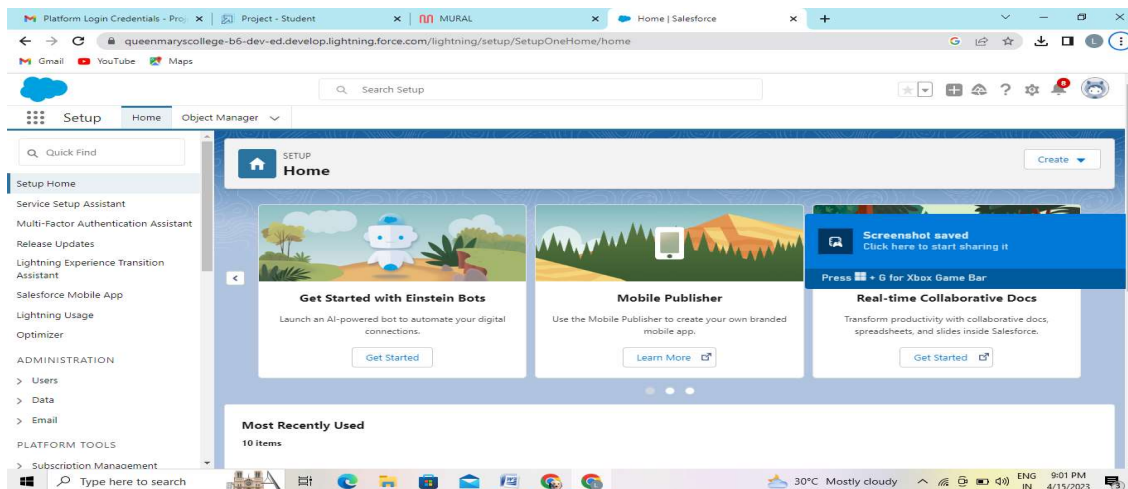 Platform Login Credentials - Proj
Project - Student
MURAL
Home | Salesforce
queenmaryscollege-b6-dev-ed.develop.lightning.force.com/lightning/setup/SetupOneHome/home
Gmail
YouTube
Maps
Search Setup
8
Setup
Home
Object Manager
Quick Find
Setup Home
Service Setup Assistant
Multi-Factor Authentication Assistant
Release Updates
Lightning Experience Transition
Assistant
Salesforce Mobile App
Lightning Usage
Optimizer
ADMINISTRATION
Users
Data
Email
PLATFORM TOOLS
Subscription Management
SETUP
Home
Create
Get Started with Einstein Bots
Launch an AI-powered bot to automate your digital
connections.
Get Started
Mobile Publisher
Use the Mobile Publisher to create your own branded
mobile app.
Learn More
Screenshot saved
Click here to start sharing it
Press + G for Xbox Game Bar
Real-time Collaborative Docs
Transform productivity with collaborative docs,
spreadsheets, and slides inside Salesforce.
Get Started
Most Recently Used
10 items
Type here to search
30°C Mostly cloudy
ENG
IN
9:01 PM
4/15/2023